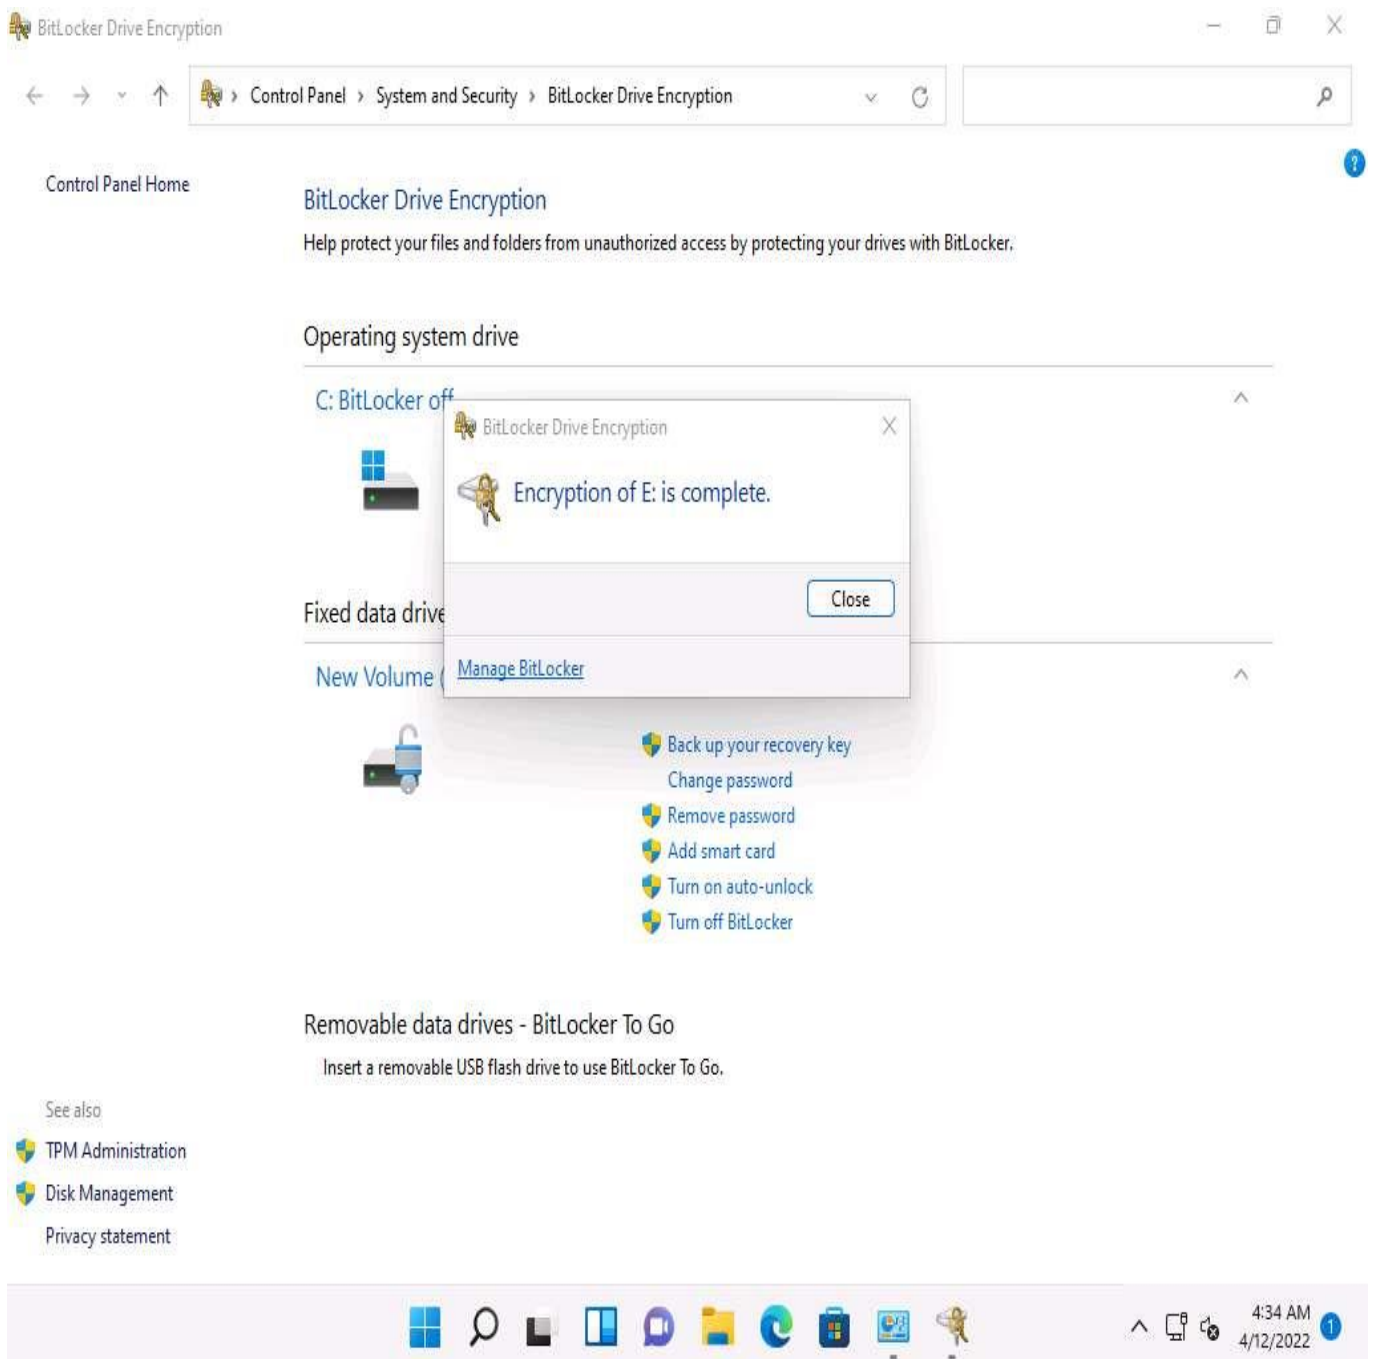 BitLocker Drive Encryption
Control Panel > System and Security > BitLocker Drive Encryption
Control Panel Home
BitLocker Drive Encryption
Help protect your files and folders from unauthorized access by protecting your drives with BitLocker.
Operating system drive
C: BitLocker off
BitLocker Drive Encryption
Encryption of E: is complete.
Close
Manage BitLocker
Fixed data drive
New Volume (
Back up your recovery key
Change password
Remove password
Add smart card
Turn on auto-unlock
Turn off BitLocker
Removable data drives - BitLocker To Go
Insert a removable USB flash drive to use BitLocker To Go.
See also
TPM Administration
Disk Management
Privacy statement
4:34 AM
4/12/2022
1